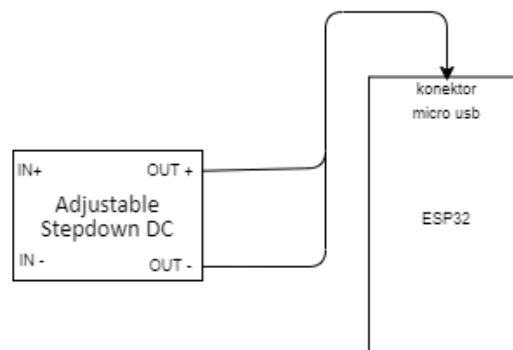 konektor
micro usb
IN+
OUT +
Adjustable
Stepdown DC
ESP32
IN -
OUT -